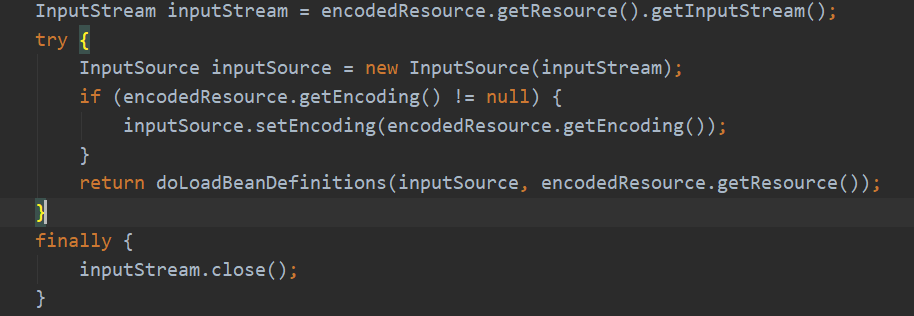 InputStream inputStream = encodedResource.getResource().getInputStream();
try {
    InputSource inputSource = new InputSource(inputStream);
    if (encodedResource.getEncoding() != null) {
        inputSource.setEncoding(encodedResource.getEncoding());
    }
    return doLoadBeanDefinitions(inputSource, encodedResource.getResource());
}
finally {
    inputStream.close();
}